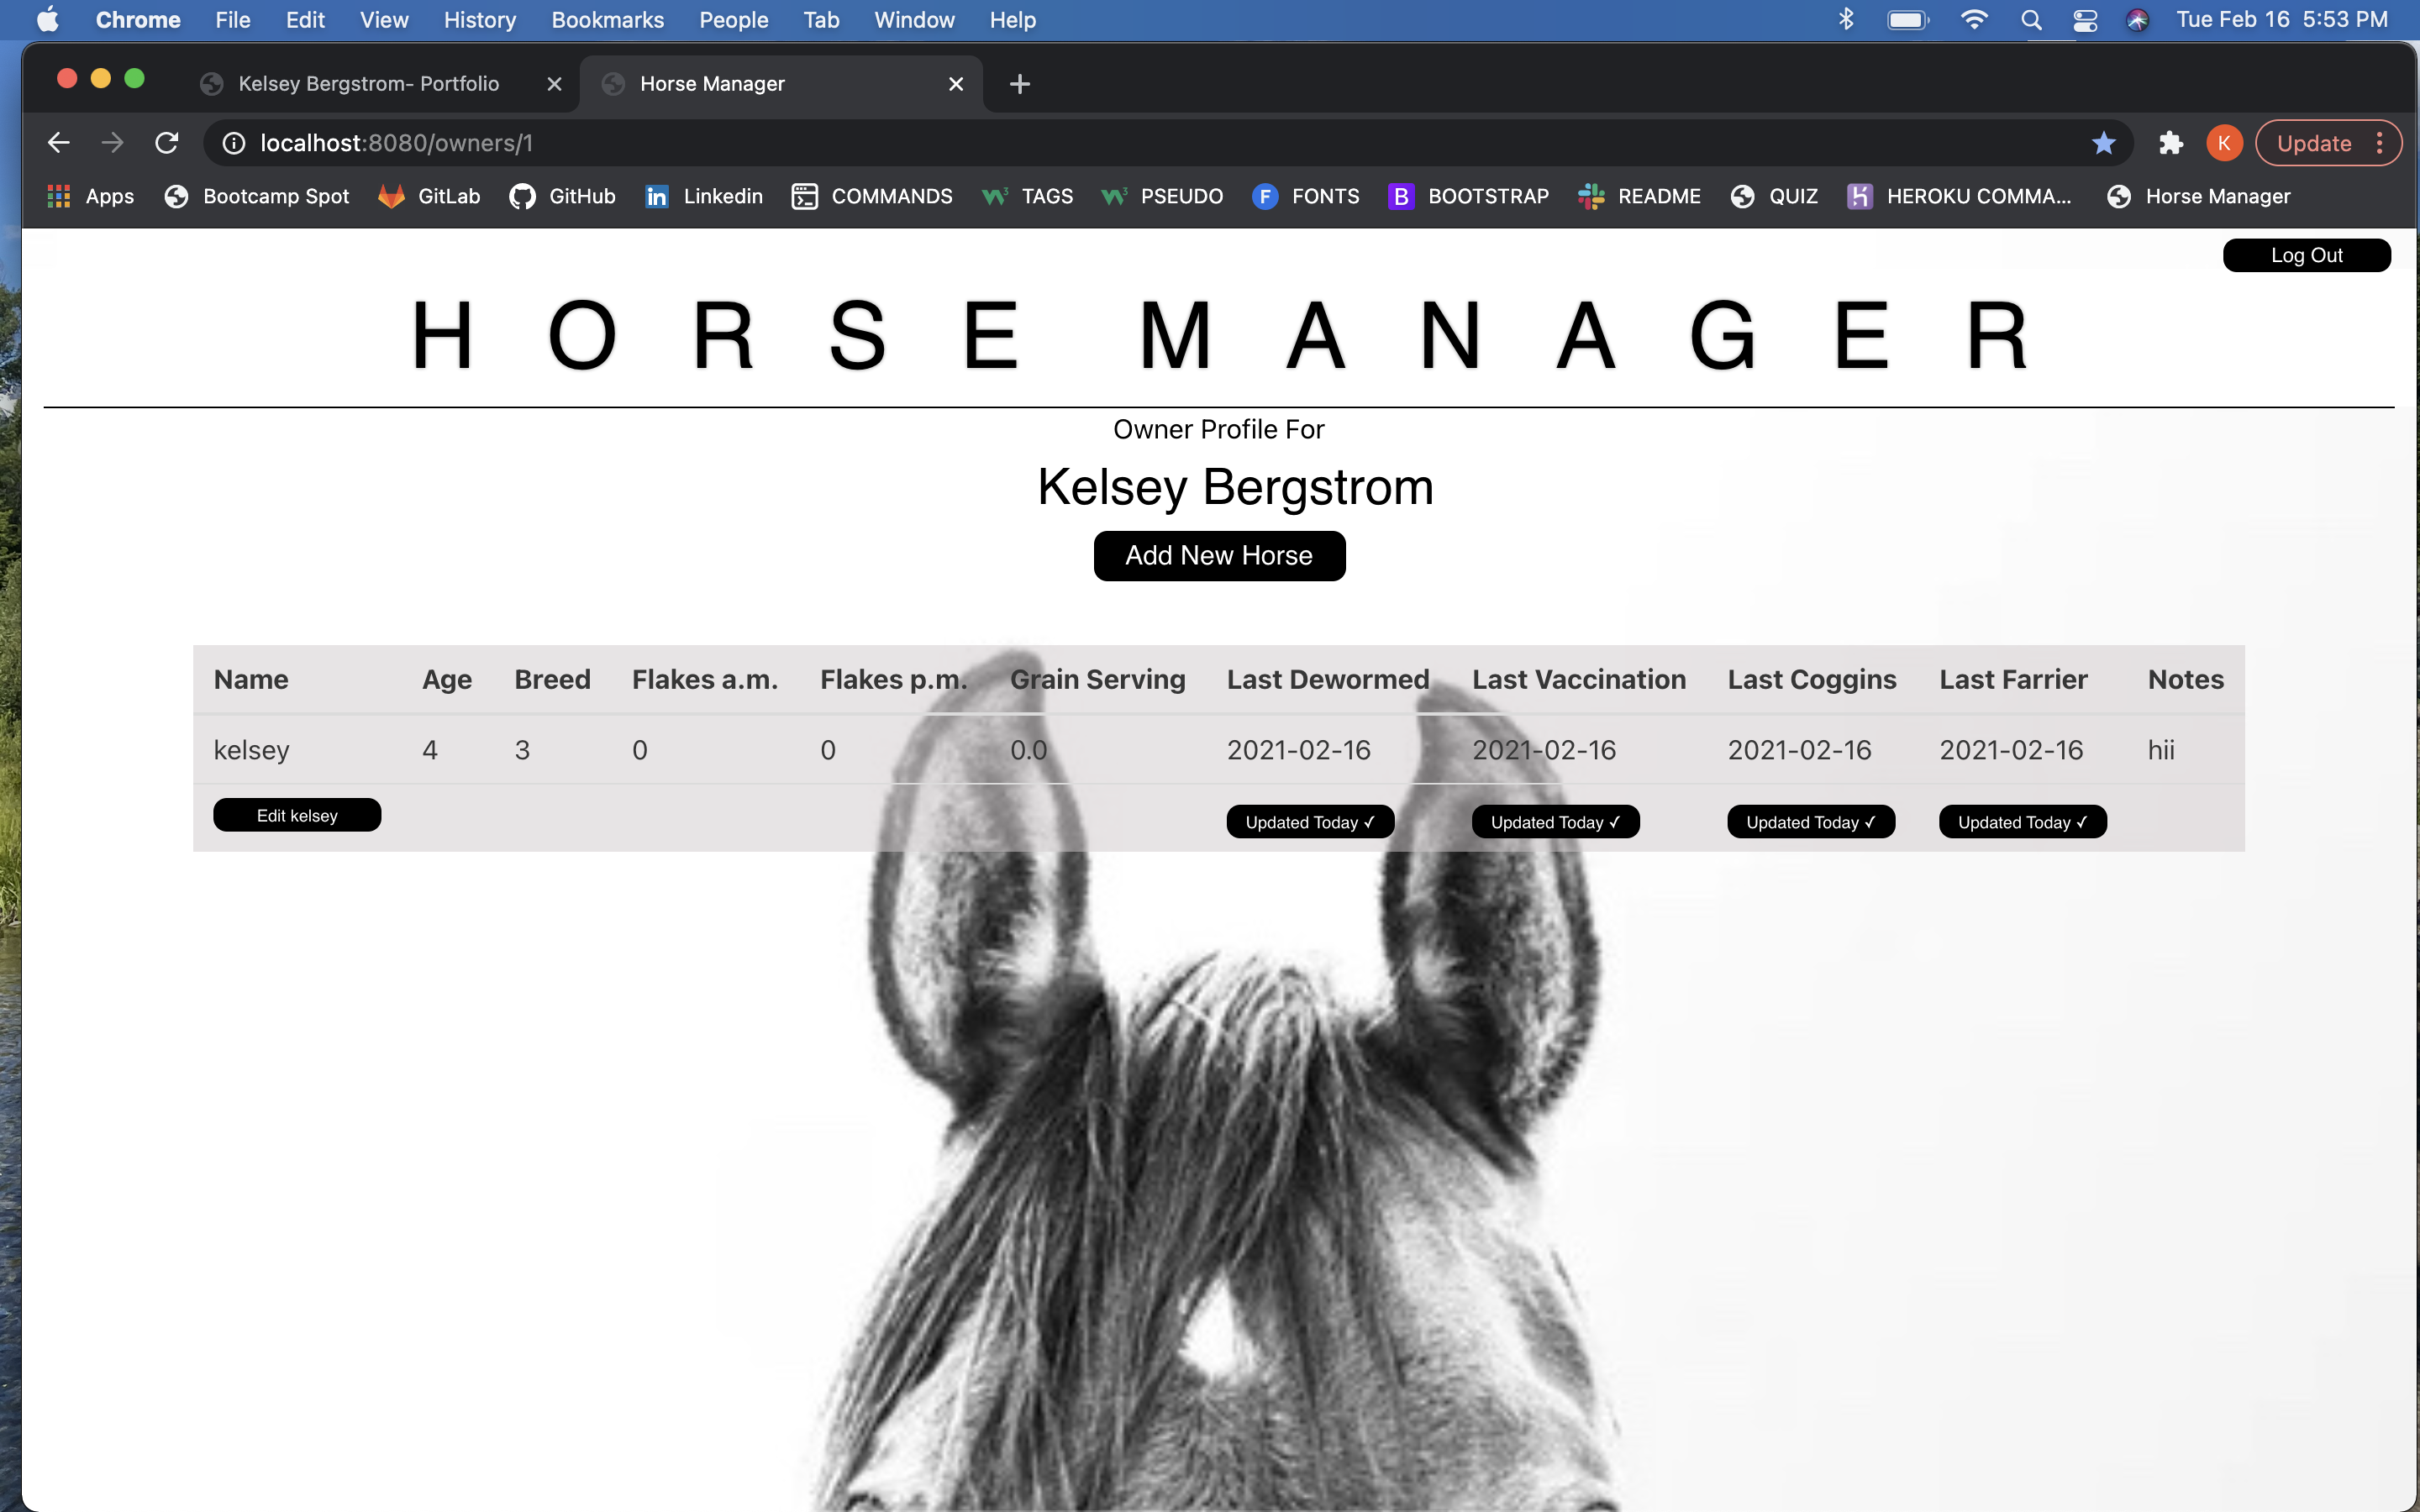 Chrome File Edit View History Bookmarks People Tab Window Help Tue Feb 16 5:53 PM
Kelsey Bergstrom- Portfolio Horse Manager
localhost:8080/owners/1 K Update
Apps Bootcamp Spot GitLab GitHub Linkedin COMMANDS TAGS PSEUDO FONTS BOOTSTRAP README QUIZ HEROKU COMMA... Horse Manager
Log Out
HORSE MANAGER
Owner Profile For
Kelsey Bergstrom
Add New Horse
Name Age Breed Flakes a.m. Flakes p.m. Grain Serving Last Dewormed Last Vaccination Last Coggins Last Farrier Notes
kelsey 4 3 0 0 0.0 2021-02-16 2021-02-16 2021-02-16 2021-02-16 hii
Edit kelsey Updated Today ✓ Updated Today ✓ Updated Today ✓ Updated Today ✓